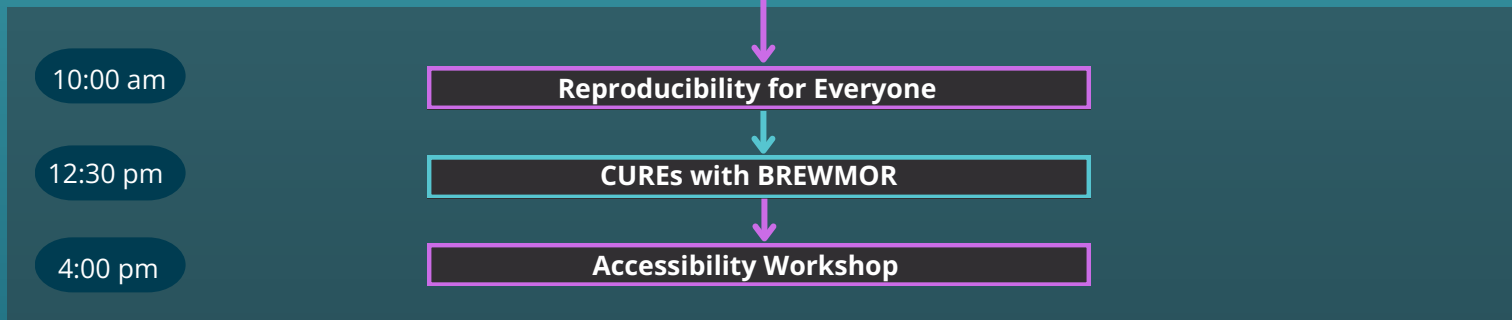 10:00 am
Reproducibility for Everyone
12:30 pm
CUREs with BREWMOR
4:00 pm
Accessibility Workshop